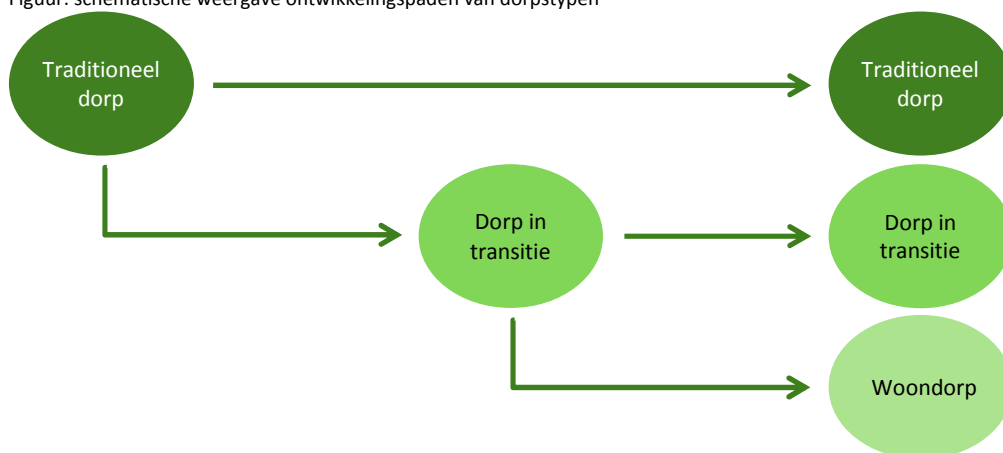 Figuur: schematische weergave ontwikkelingspaden van dorpstypen
Traditioneel
dorp
Traditioneel
dorp
Dorp in
transitie
Dorp in
transitie
Woondorp